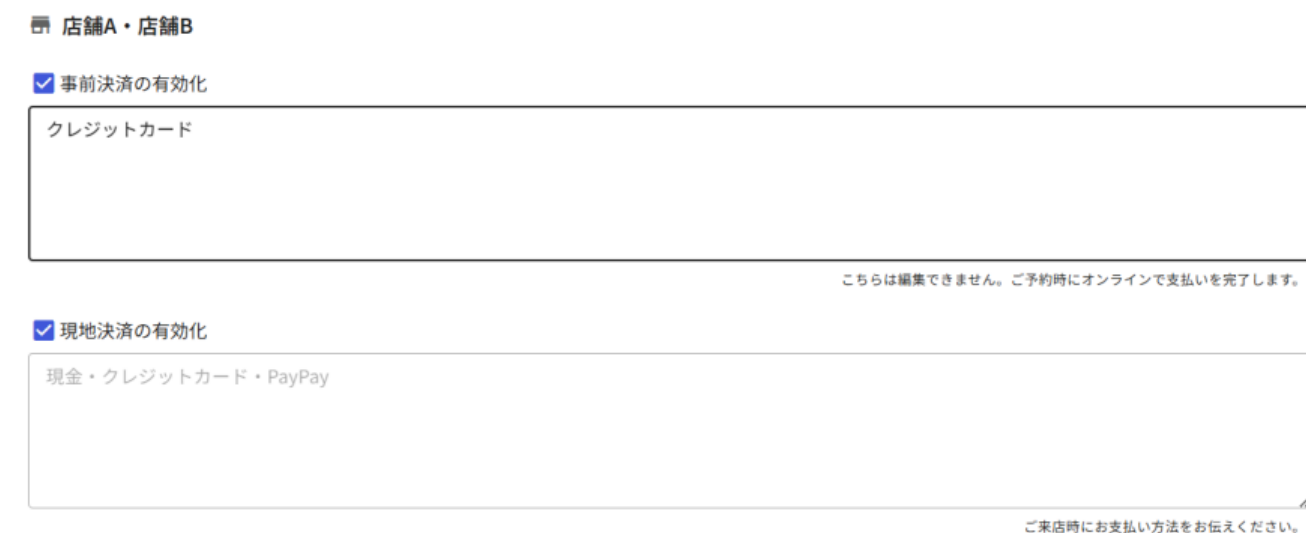 店舗A・店舗B
事前決済の有効化
クレジットカード
こちらは編集できません。ご予約時にオンラインで支払いを完了します。
現地決済の有効化
現金・クレジットカード・PayPay
ご来店時にお支払い方法をお伝えください。